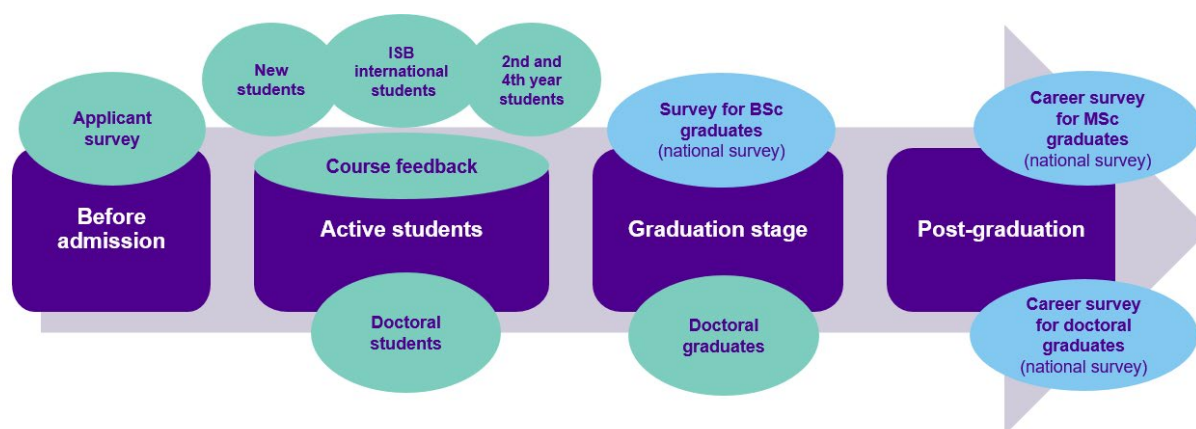 New
students
ISB
international
students
2nd and
4th year
students
Applicant
survey
Survey for BSc
graduates
(national survey)
Career survey
for MSc
graduates
(national survey)
Course feedback
Before
admission
Active students
Graduation stage
Post-graduation
Doctoral
students
Doctoral
graduates
Career survey
for doctoral
graduates
(national survey)